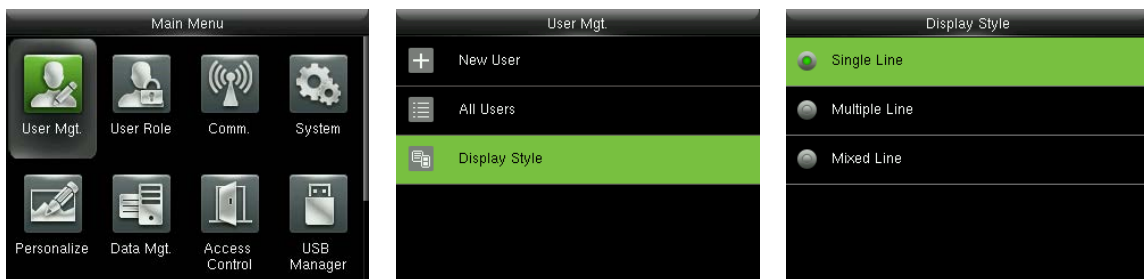 Main Menu
User Mgt.
User Role
Comm.
System
Personalize
Data Mgt.
Access
Control
USB
Manager
User Mgt.
New User
All Users
Display Style
Display Style
Single Line
Multiple Line
Mixed Line